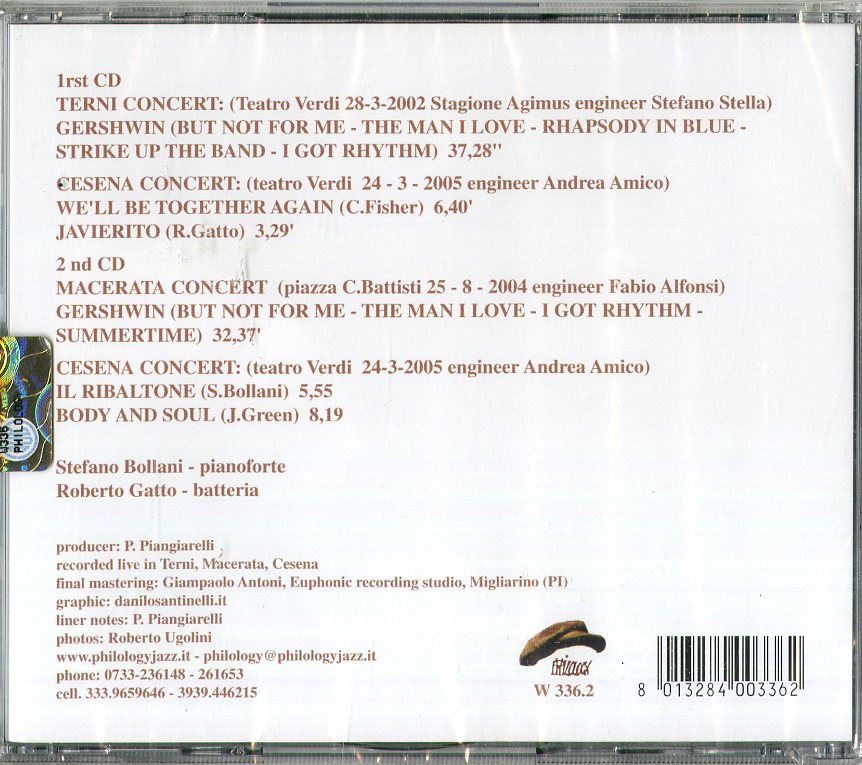 1rst CD
TERNI CONCERT: (Teatro Verdi 28-3-2002 Stagione Agimus engineer Stefano Stella)
GERSHWIN (BUT NOT FOR ME - THE MAN I LOVE - RHAPSODY IN BLUE -
STRIKE UP THE BAND - I GOT RHYTHM) 37,28"
CESENA CONCERT: (teatro Verdi 24 - 3 - 2005 engineer Andrea Amico)
WE'LL BE TOGETHER AGAIN (C.Fisher) 6,40'
JAVIERITO (R.Gatto) 3,29'
2 nd CD
MACERATA CONCERT (piazza C.Battisti 25 - 8 - 2004 engineer Fabio Alfonsi)
GERSHWIN (BUT NOT FOR ME - THE MAN I LOVE - I GOT RHYTHM -
SUMMERTIME) 32,37'
CESENA CONCERT: (teatro Verdi 24-3-2005 engineer Andrea Amico)
IL RIBALTONE (S.Bollani) 5,55
BODY AND SOUL (J.Green) 8,19
PHILOLOG
Stefano Bollani - pianoforte
Roberto Gatto - batteria
producer: P. Piangiarelli
recorded live in Terni, Macerata, Cesena
final mastering: Giampaolo Antoni, Euphonic recording studio, Migliarino (PI)
graphic: danilosantinelli.it
liner notes: P. Piangiarelli
photos: Roberto Ugolini
www.philologyjazz.it - philology@philologyjazz.it
phone: 0733-236148 - 261653
cell. 333.9659646 - 3939.446215
W 336.2
8 013284 003362